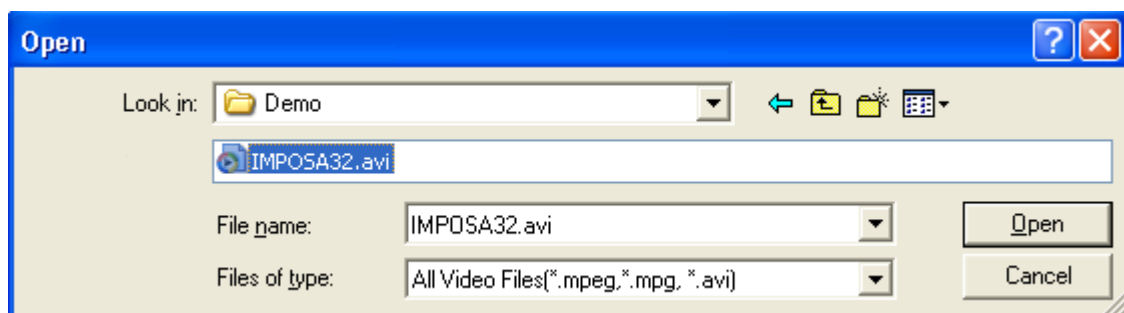 Open
Look in: Demo
IMPOSA32.avi
File name: IMPOSA32.avi Open
Files of type: All Video Files(*.mpeg,*.mpg, *.avi) Cancel